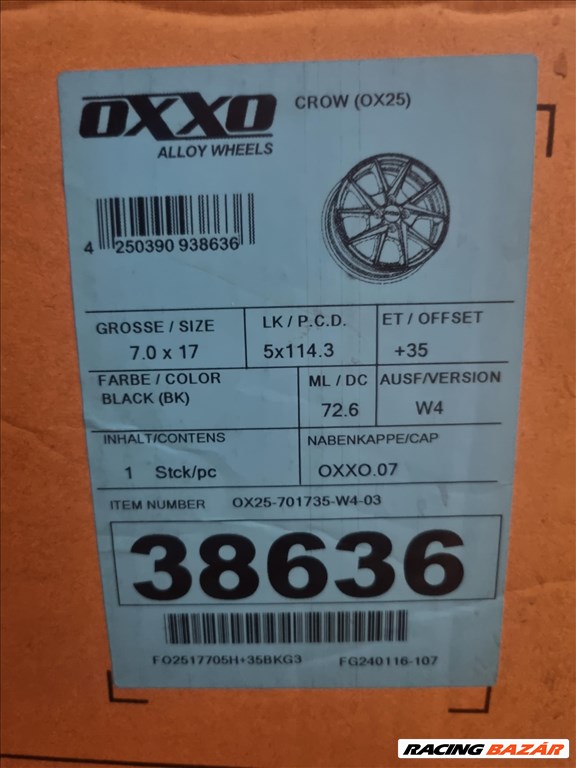 OXXO
ALLOY WHEELS
CROW (OX25)
4 250390 938636
GROSSE / SIZE
7.0 x 17
LK / P.C.D.
5x114.3
ET / OFFSET
+35
FARBE / COLOR
BLACK (BK)
ML / DC
72.6
AUSF/VERSION
W4
INHALT/CONTENS
1 Stck/pc
NABENKAPPE/CAP
OXXO.07
ITEM NUMBER OX25-701735-W4-03
38636
FO2517705H+35BKG3 FG240116-107
RACING BAZÁR